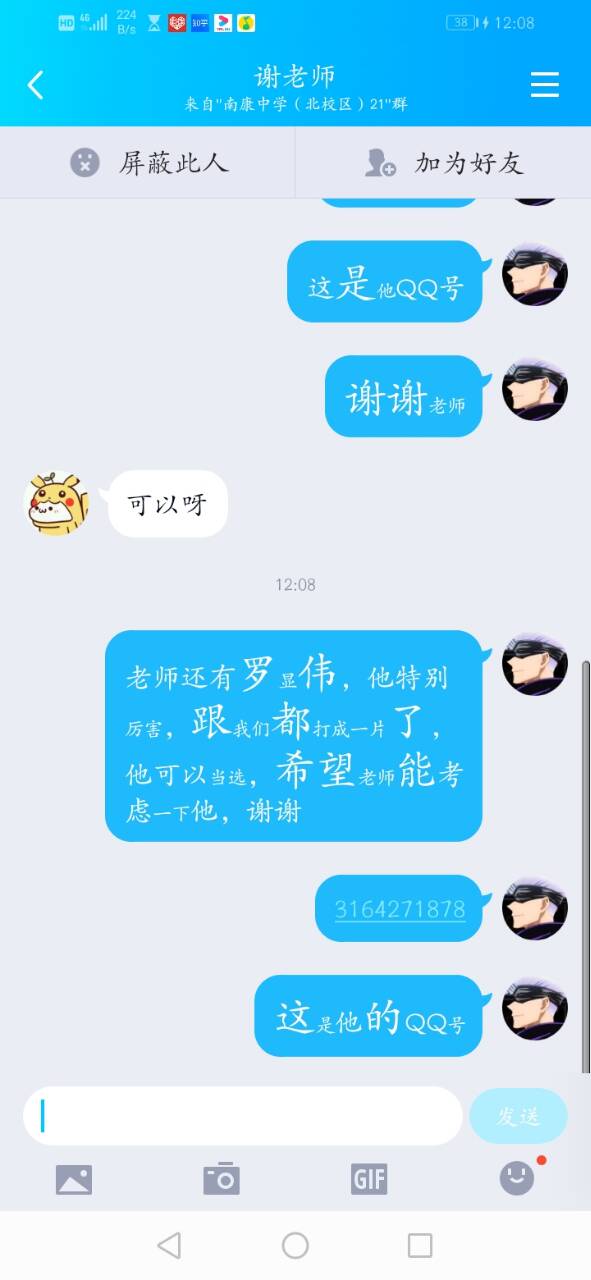 HD 4G 224 B/s 知乎 38 12:08
谢老师
来自"南康中学（北校区）21"群
屏蔽此人 加为好友
这是他QQ号
谢谢老师
可以呀
12:08
老师还有罗显伟，他特别
厉害，跟我们都打成一片了，
他可以当选，希望老师能考
虑一下他，谢谢
3164271878
这是他的QQ号
发送
GIF